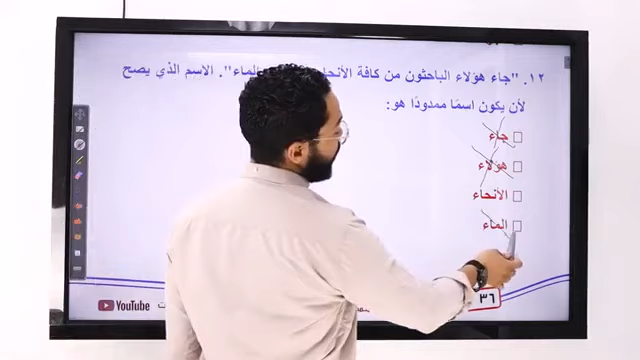 ١٢. "جاء هؤلاء الباحثون من كافة الأنحاء الماء". الاسم الذي يصح
لأن يكون اسمًا ممدودًا هو:
جاء
هؤلاء
الأنحاء
الماء
٣٦
YouTube